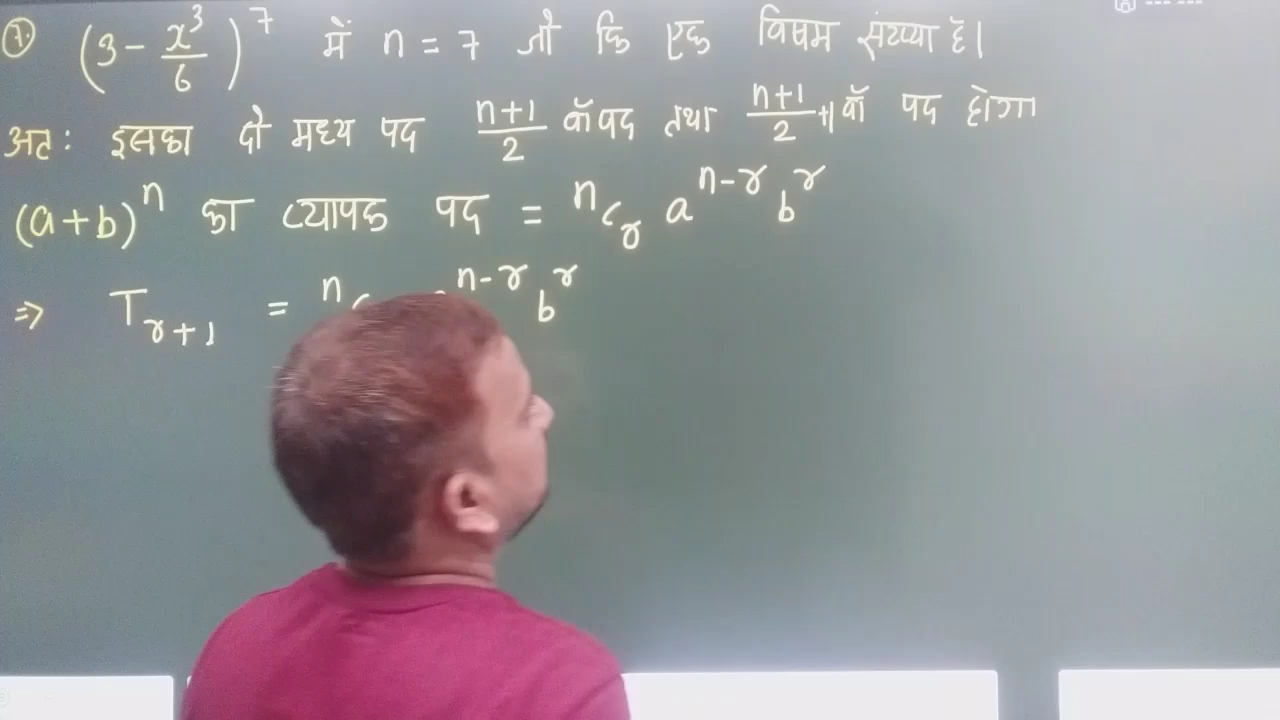 7. (3 - x³/6)⁷ में n = 7 जो कि एक विषम संख्या है।
अतः इसका दो मध्य पद (n+1)/2 वाँ पद तथा (n+1)/2 +1 वाँ पद होगा
(a+b)ⁿ का व्यापक पद = ⁿCᵣ aⁿ⁻ʳ bʳ
⇒ Tᵣ₊₁ = ⁿC ⁿ⁻ʳ bʳ